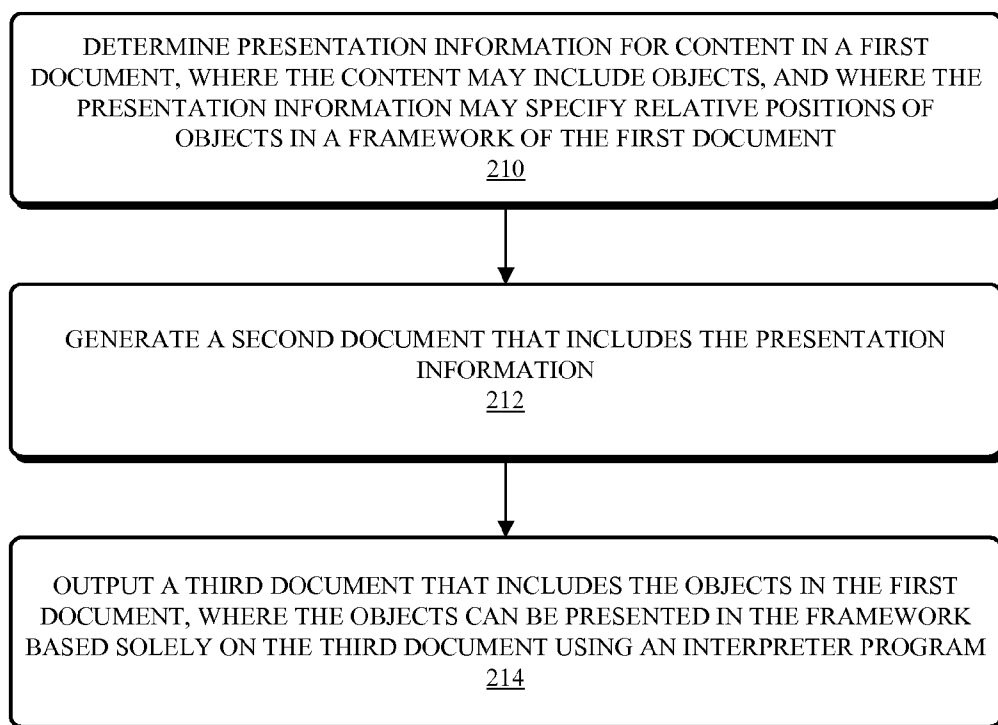 DETERMINE PRESENTATION INFORMATION FOR CONTENT IN A FIRST
DOCUMENT, WHERE THE CONTENT MAY INCLUDE OBJECTS, AND WHERE THE
PRESENTATION INFORMATION MAY SPECIFY RELATIVE POSITIONS OF
OBJECTS IN A FRAMEWORK OF THE FIRST DOCUMENT
210
GENERATE A SECOND DOCUMENT THAT INCLUDES THE PRESENTATION
INFORMATION
212
OUTPUT A THIRD DOCUMENT THAT INCLUDES THE OBJECTS IN THE FIRST
DOCUMENT, WHERE THE OBJECTS CAN BE PRESENTED IN THE FRAMEWORK
BASED SOLELY ON THE THIRD DOCUMENT USING AN INTERPRETER PROGRAM
214